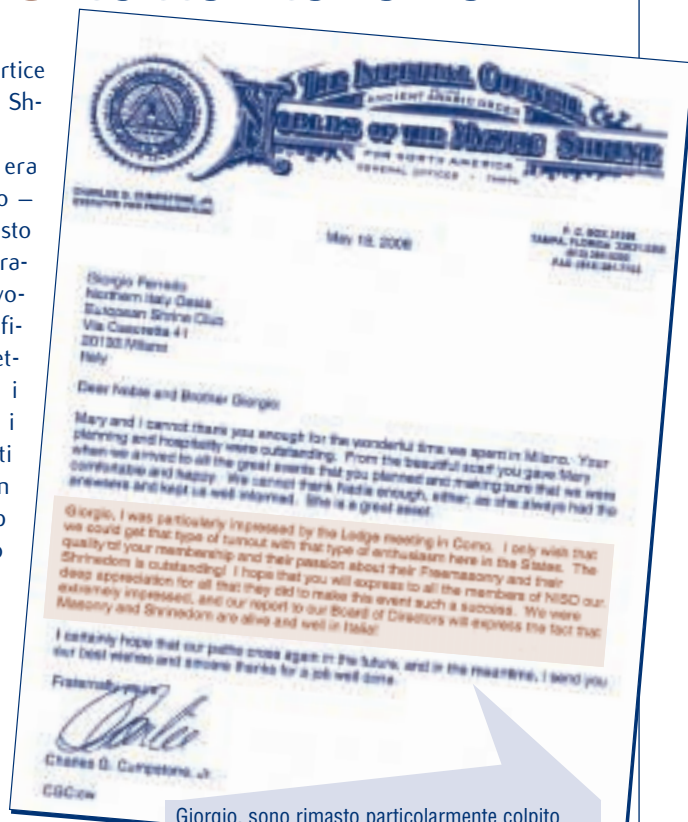 rtice
Sh-
era
o –
sto
ra-
vo-
fi-
et-
i
i
ti
n
o
o
The Imperial Council
ANCIENT ARABIC ORDER
Nobles of the Mystic Shrine
FOR NORTH AMERICA
GENERAL OFFICES - TAMPA
May 18, 2008
TAMPA, FLORIDA
Giorgio
Northern Italy Oasis
European Shrine Club
Via 41
Milano
Italy
Dear Noble and Brother Giorgio:
Mary and I cannot thank you enough for the wonderful time we spent in Milano. Your
planning and hospitality were outstanding. From the beautiful scarf you gave Mary
when we arrived to all the great events that you planned and making sure that we were
comfortable and happy. We cannot thank Nadia enough, either, as she always had the
answers and kept us well informed. She is a great asset.
Giorgio, I was particularly impressed by the Lodge meeting in Como. I only wish that
we could get that type of turnout with that type of enthusiasm here in the States. The
quality of your membership and their passion about their Freemasonry and their
Shrinedom is outstanding! I hope that you will express to all the members of NISO our
deep appreciation for all that they did to make this event such a success. We were
extremely impressed, and our report to our Board of Directors will express the fact that
Masonry and Shrinedom are alive and well in Italia!
I certainly hope that our paths cross again in the future, and in the meantime, I send you
our best wishes and sincere thanks for a job well done.
Fraternally yours,
Charles G. Cumpstone, Jr.
CGC:cw
Giorgio, sono rimasto particolarmente colpito